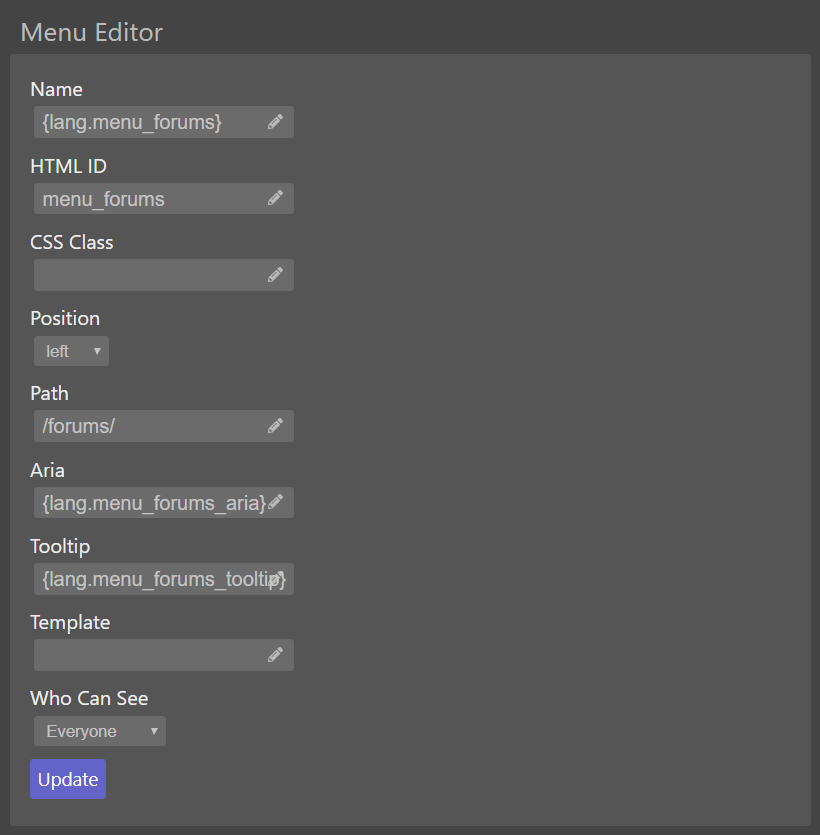 Menu Editor
Name
{lang.menu_forums}
HTML ID
menu_forums
CSS Class
Position
left
Path
/forums/
Aria
{lang.menu_forums_aria}
Tooltip
{lang.menu_forums_tooltip}
Template
Who Can See
Everyone
Update